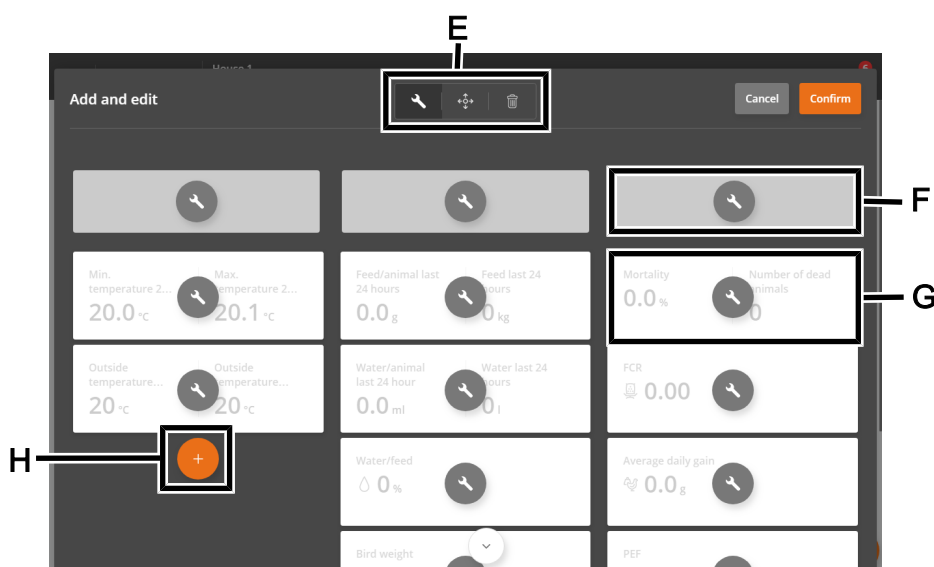 E
House 1
6
Add and edit
Cancel
Confirm
F
Min.
temperature 2...
20.0 °C
Max.
temperature 2...
20.1 °C
Feed/animal last
24 hours
0.0 g
Feed last 24
hours
0 kg
Mortality
0.0 %
Number of dead
animals
0
G
Outside
temperature...
20 °C
Outside
temperature...
20 °C
Water/animal
last 24 hour
0.0 ml
Water last 24
hours
0 l
FCR
0.00
H
+
Water/feed
0 %
Average daily gain
0.0 g
Bird weight
PEF